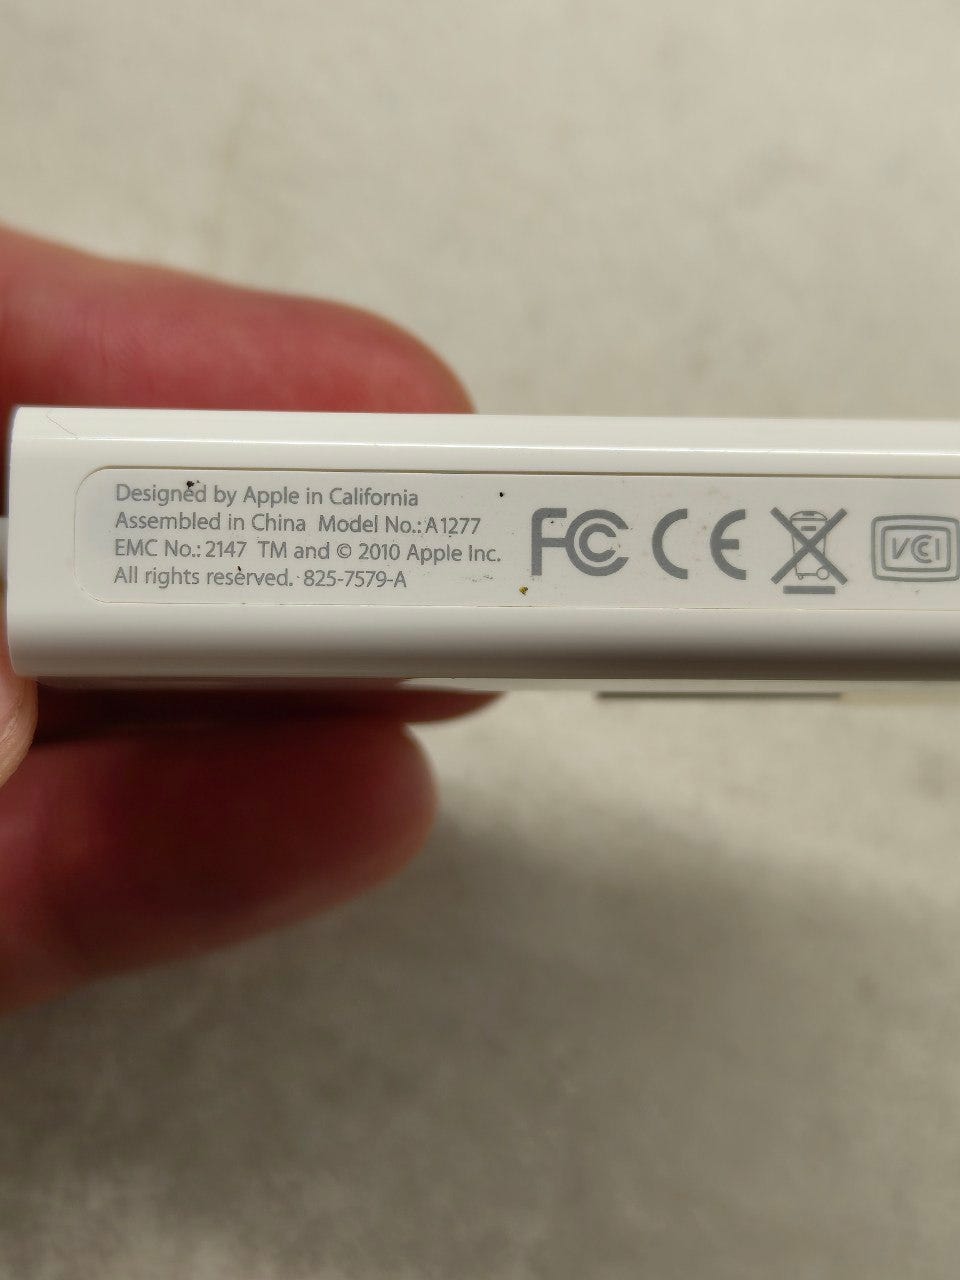 Designed by Apple in California
Assembled in China Model No.: A1277
EMC No.: 2147 TM and © 2010 Apple Inc.
All rights reserved. 825-7579-A
FC CE
VCI